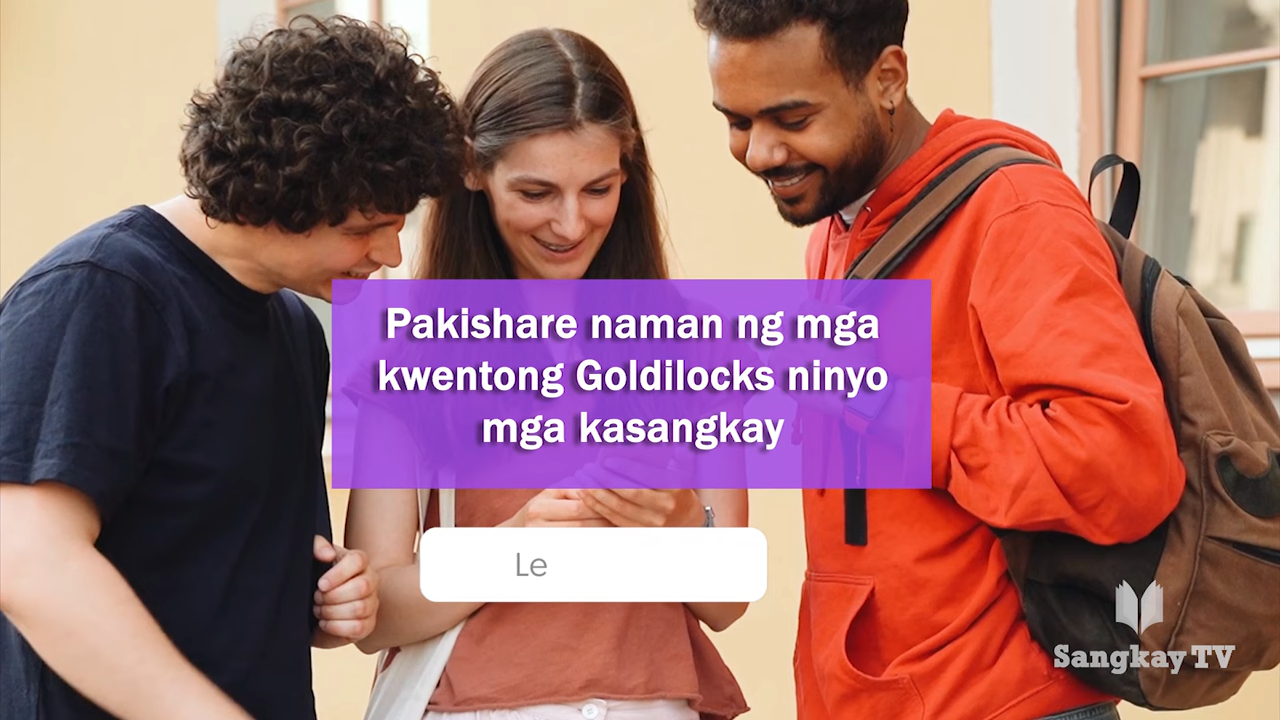 Pakishare naman ng mga
kwentong Goldilocks ninyo
mga kasangkay
Le
Sangkay TV